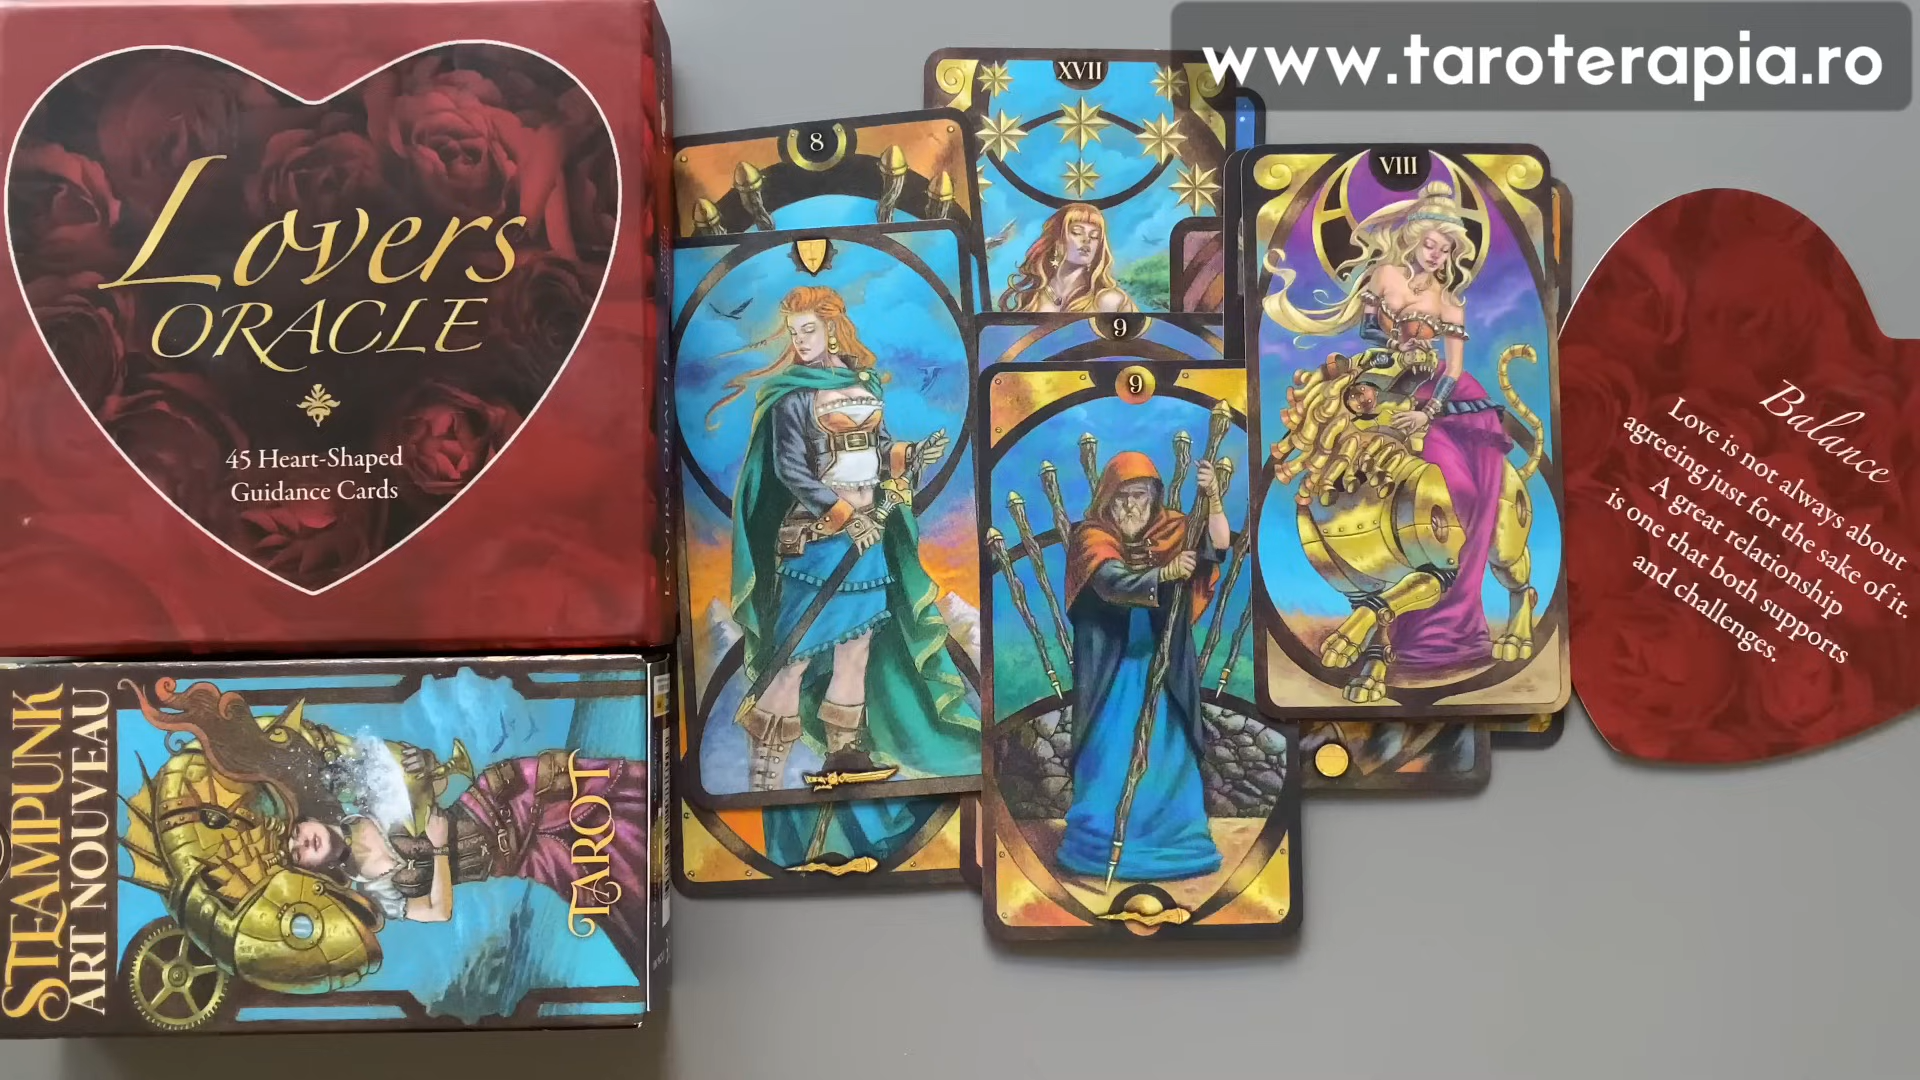 www.taroterapia.ro
Lovers
ORACLE
45 Heart-Shaped
Guidance Cards
LOVERS ORACLE
STEAMPUNK
ART NOUVEAU
TAROT
8
XVII
9
9
VIII
Balance
Love is not always about
agreeing just for the sake of it.
A great relationship
is one that both supports
and challenges.